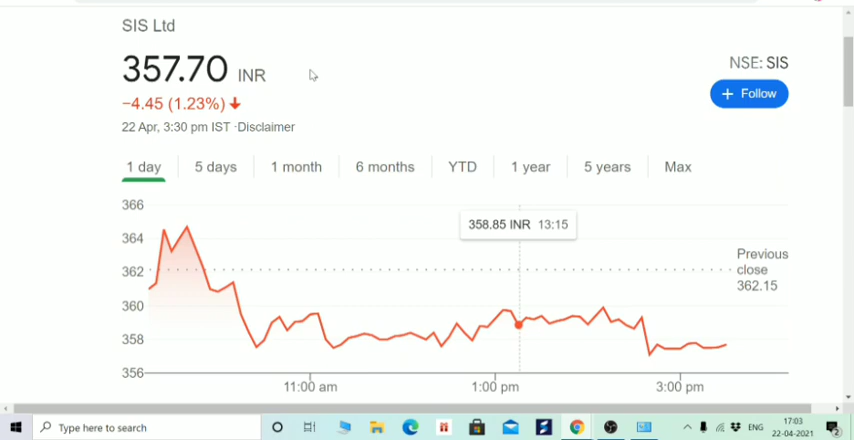 SIS Ltd
357.70 INR
NSE: SIS
+ Follow
−4.45 (1.23%)
22 Apr, 3:30 pm IST ·Disclaimer
1 day 5 days 1 month 6 months YTD 1 year 5 years Max
366
364
362
360
358
356
358.85 INR 13:15
Previous
close
362.15
11:00 am 1:00 pm 3:00 pm
Type here to search
ENG
17:03
22-04-2021
2